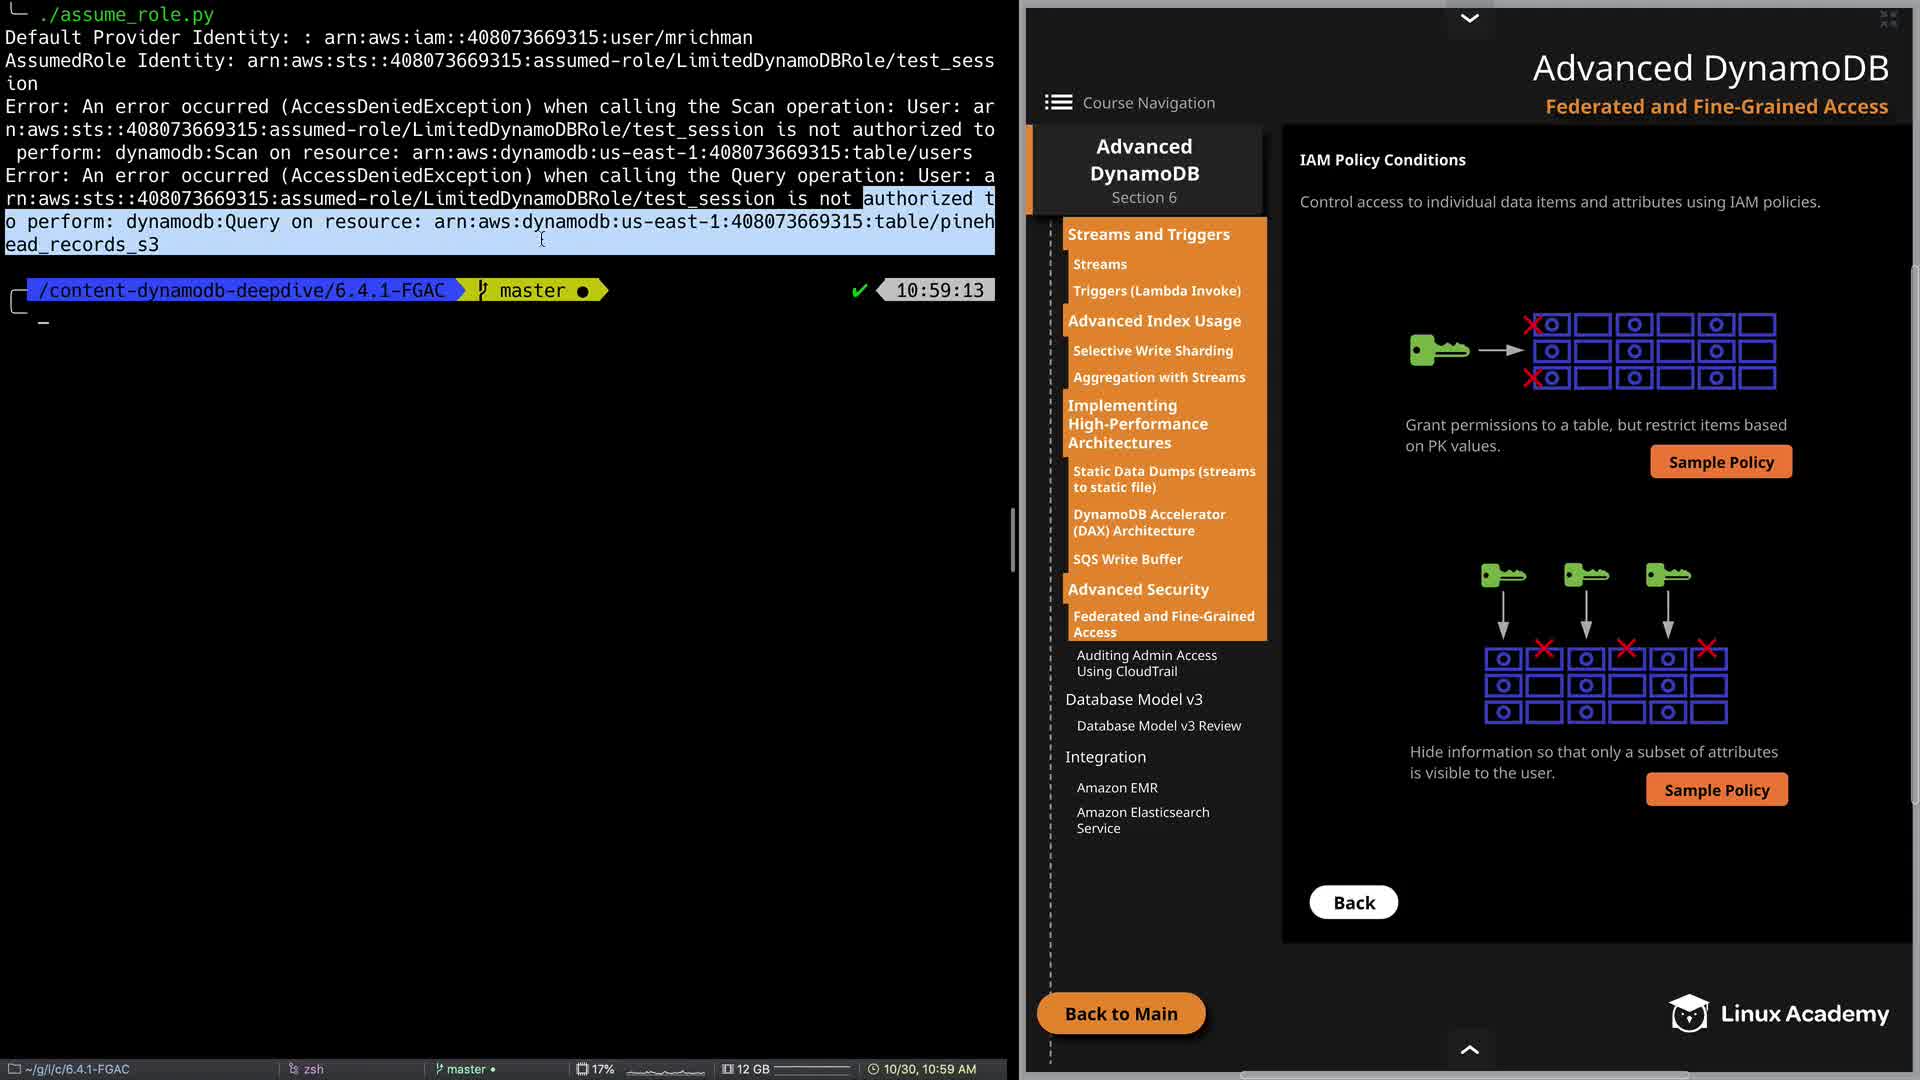 ./assume_role.py
Default Provider Identity: : arn:aws:iam::408073669315:user/mrichman
AssumedRole Identity: arn:aws:sts::408073669315:assumed-role/LimitedDynamoDBRole/test_sess
ion
Error: An error occurred (AccessDeniedException) when calling the Scan operation: User: ar
n:aws:sts::408073669315:assumed-role/LimitedDynamoDBRole/test_session is not authorized to
 perform: dynamodb:Scan on resource: arn:aws:dynamodb:us-east-1:408073669315:table/users
Error: An error occurred (AccessDeniedException) when calling the Query operation: User: a
rn:aws:sts::408073669315:assumed-role/LimitedDynamoDBRole/test_session is not authorized t
o perform: dynamodb:Query on resource: arn:aws:dynamodb:us-east-1:408073669315:table/pineh
ead_records_s3
/content-dynamodb-deepdive/6.4.1-FGAC master ● ✔ 10:59:13
~/g/l/c/6.4.1-FGAC zsh master • 17% 12 GB 10/30, 10:59 AM
Advanced DynamoDB
Federated and Fine-Grained Access
Course Navigation
Advanced
DynamoDB
Section 6
Streams and Triggers
Streams
Triggers (Lambda Invoke)
Advanced Index Usage
Selective Write Sharding
Aggregation with Streams
Implementing
High-Performance
Architectures
Static Data Dumps (streams
to static file)
DynamoDB Accelerator
(DAX) Architecture
SQS Write Buffer
Advanced Security
Federated and Fine-Grained
Access
Auditing Admin Access
Using CloudTrail
Database Model v3
Database Model v3 Review
Integration
Amazon EMR
Amazon Elasticsearch
Service
Back to Main
IAM Policy Conditions
Control access to individual data items and attributes using IAM policies.
Grant permissions to a table, but restrict items based
on PK values.
Sample Policy
Hide information so that only a subset of attributes
is visible to the user.
Sample Policy
Back
Linux Academy